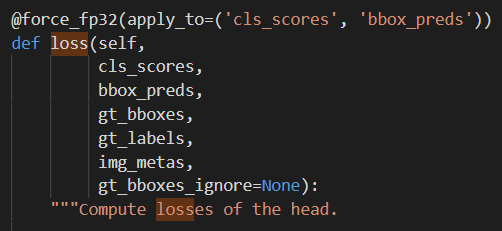 @force_fp32(apply_to=('cls_scores', 'bbox_preds'))
def loss(self,
         cls_scores,
         bbox_preds,
         gt_bboxes,
         gt_labels,
         img_metas,
         gt_bboxes_ignore=None):
    """Compute losses of the head.